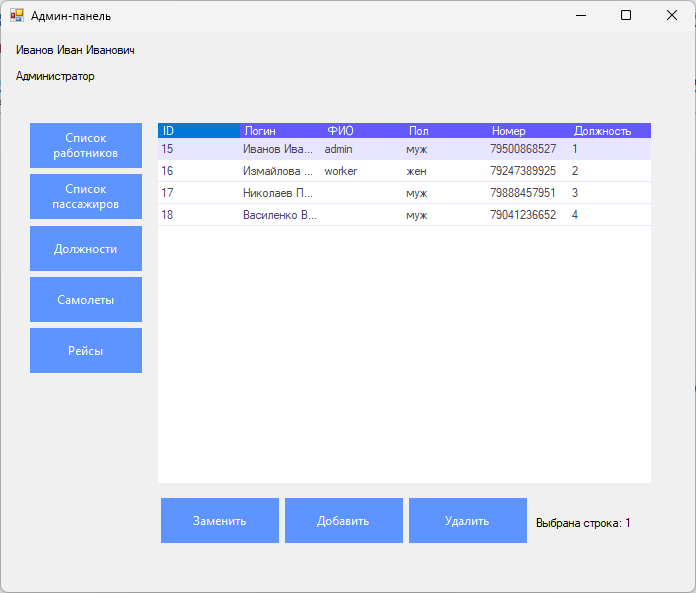 Админ-панель
Иванов Иван Иванович
Администратор
Список
работников
Список
пассажиров
Должности
Самолеты
Рейсы
ID Логин ФИО Пол Номер Должность
15 Иванов Ива... admin муж 79500868527 1
16 Измайлова ... worker жен 79247389925 2
17 Николаев П... муж 79888457951 3
18 Василенко В... муж 79041236652 4
Заменить Добавить Удалить Выбрана строка: 1